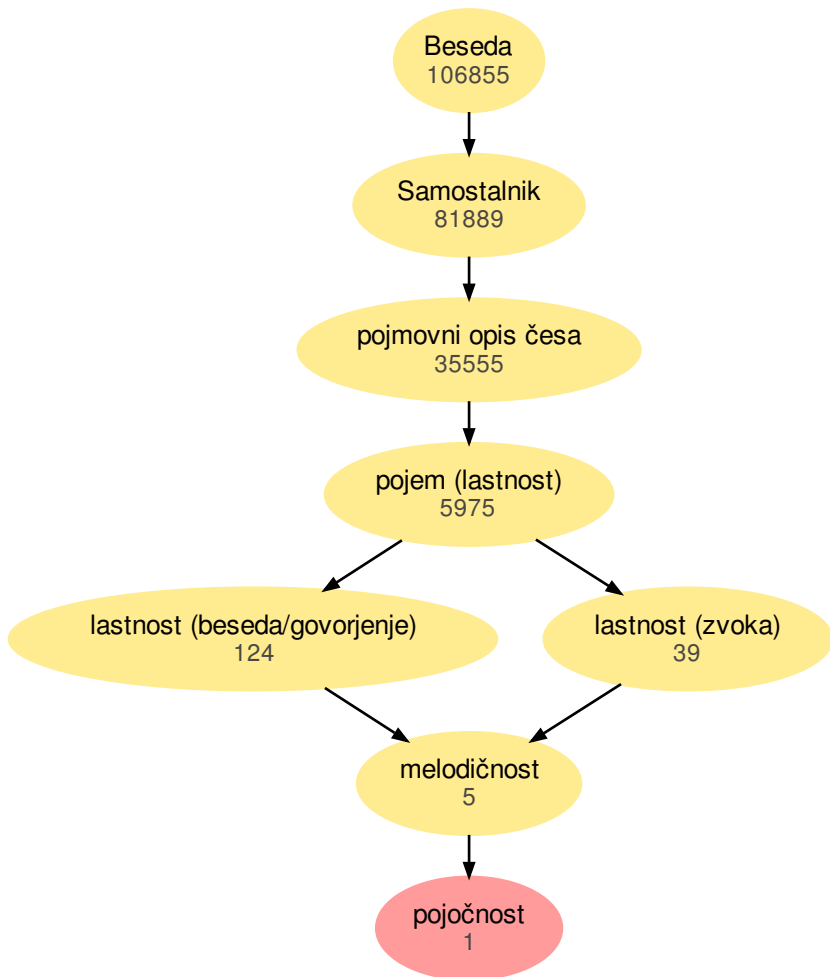 Beseda
106855
Samostalnik
81889
pojmovni opis česa
35555
pojem (lastnost)
5975
lastnost (beseda/govorjenje)
124
lastnost (zvoka)
39
melodičnost
5
pojočnost
1